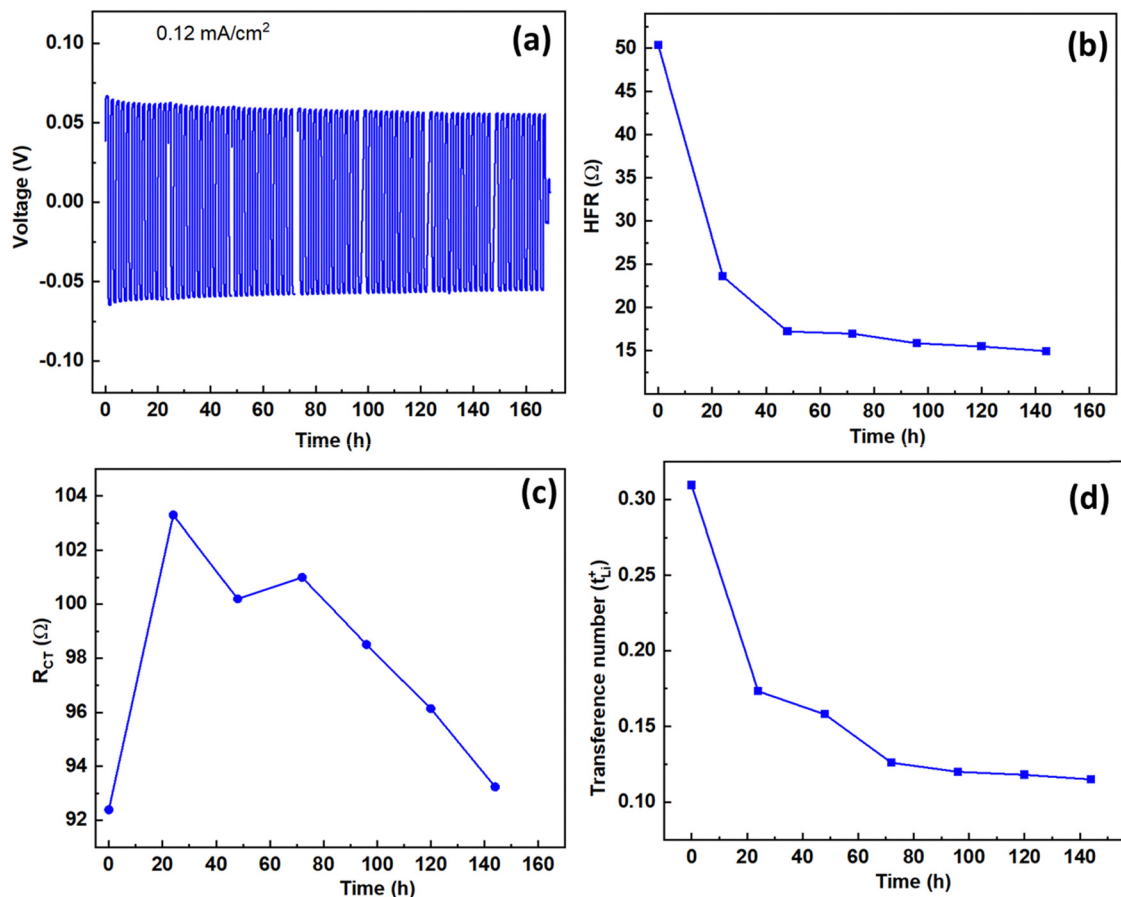 0.12 mA/cm²
(a)
0.10
0.05
0.00
-0.05
-0.10
Voltage (V)
0 20 40 60 80 100 120 140 160
Time (h)
(b)
50
45
40
35
30
25
20
15
HFR (Ω)
0 20 40 60 80 100 120 140 160
Time (h)
(c)
104
102
100
98
96
94
92
R_CT (Ω)
0 20 40 60 80 100 120 140 160
Time (h)
(d)
0.30
0.25
0.20
0.15
0.10
Transference number (t⁺Li)
0 20 40 60 80 100 120 140
Time (h)